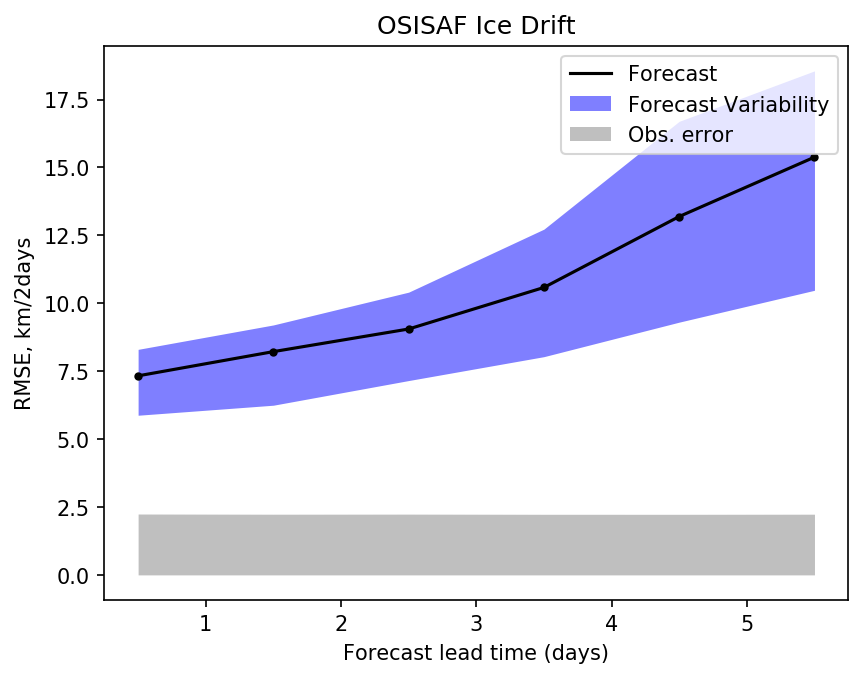 OSISAF Ice Drift
Forecast
Forecast Variability
Obs. error
RMSE, km/2days
17.5
15.0
12.5
10.0
7.5
5.0
2.5
0.0
1 2 3 4 5
Forecast lead time (days)